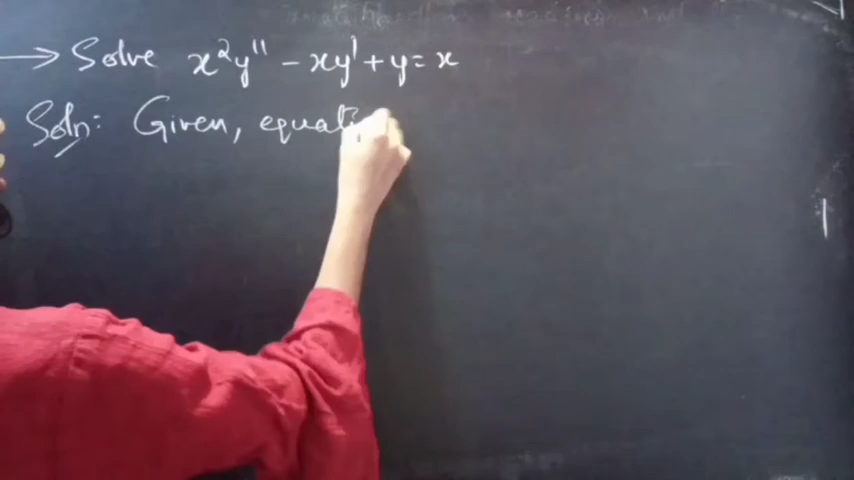 → Solve x²y'' - xy' + y = x
Soln: Given, equati